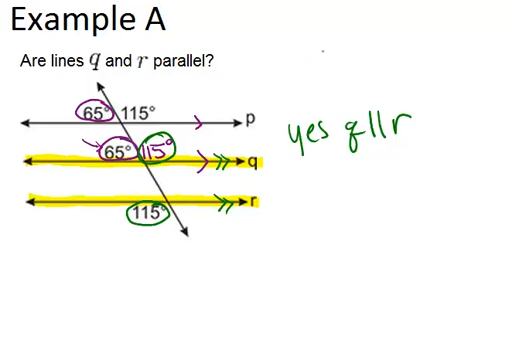 Example A
Are lines q and r parallel?
65° 115°
p
yes q||r
65° 115°
q
r
115°